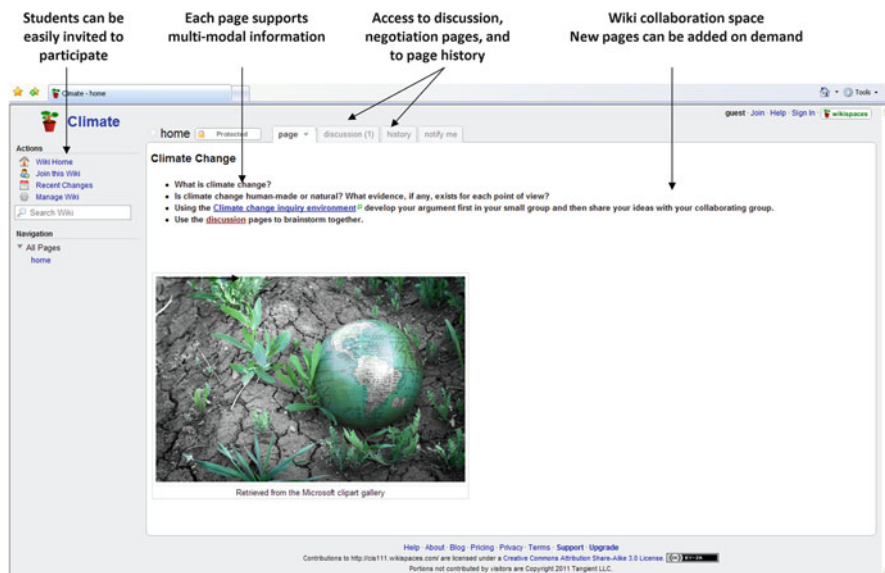 Students can be
easily invited to
participate
Each page supports
multi-modal information
Access to discussion,
negotiation pages, and
to page history
Wiki collaboration space
New pages can be added on demand
Climate - home
Tools
Climate
guest · Join · Help · Sign In · wikispaces
home Protected page discussion (1) history notify me
Actions
Wiki Home
Join this Wiki
Recent Changes
Manage Wiki
Search Wiki
Navigation
All Pages
home
Climate Change
• What is climate change?
• Is climate change human-made or natural? What evidence, if any, exists for each point of view?
• Using the Climate change inquiry environment develop your argument first in your small group and then share your ideas with your collaborating group.
• Use the discussion pages to brainstorm together.
Retrieved from the Microsoft clipart gallery
Help · About · Blog · Pricing · Privacy · Terms · Support · Upgrade
Contributions to http://cis111.wikispaces.com/ are licensed under a Creative Commons Attribution Share-Alike 3.0 License. (cc) BY-SA
Portions not contributed by visitors are Copyright 2011 Tangient LLC.